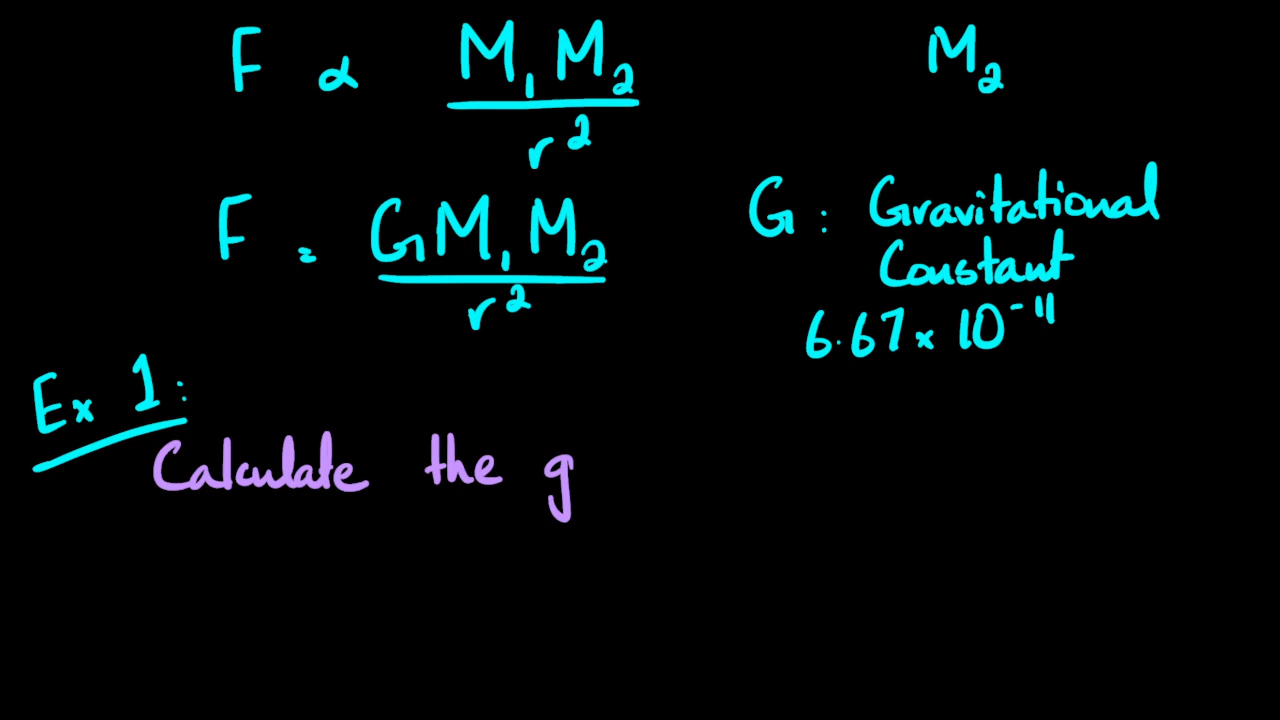 F ∝ M₁M₂ / r²
M₂
F = GM₁M₂ / r²
G : Gravitational
Constant
6.67 x 10⁻¹¹
Ex 1:
Calculate the g